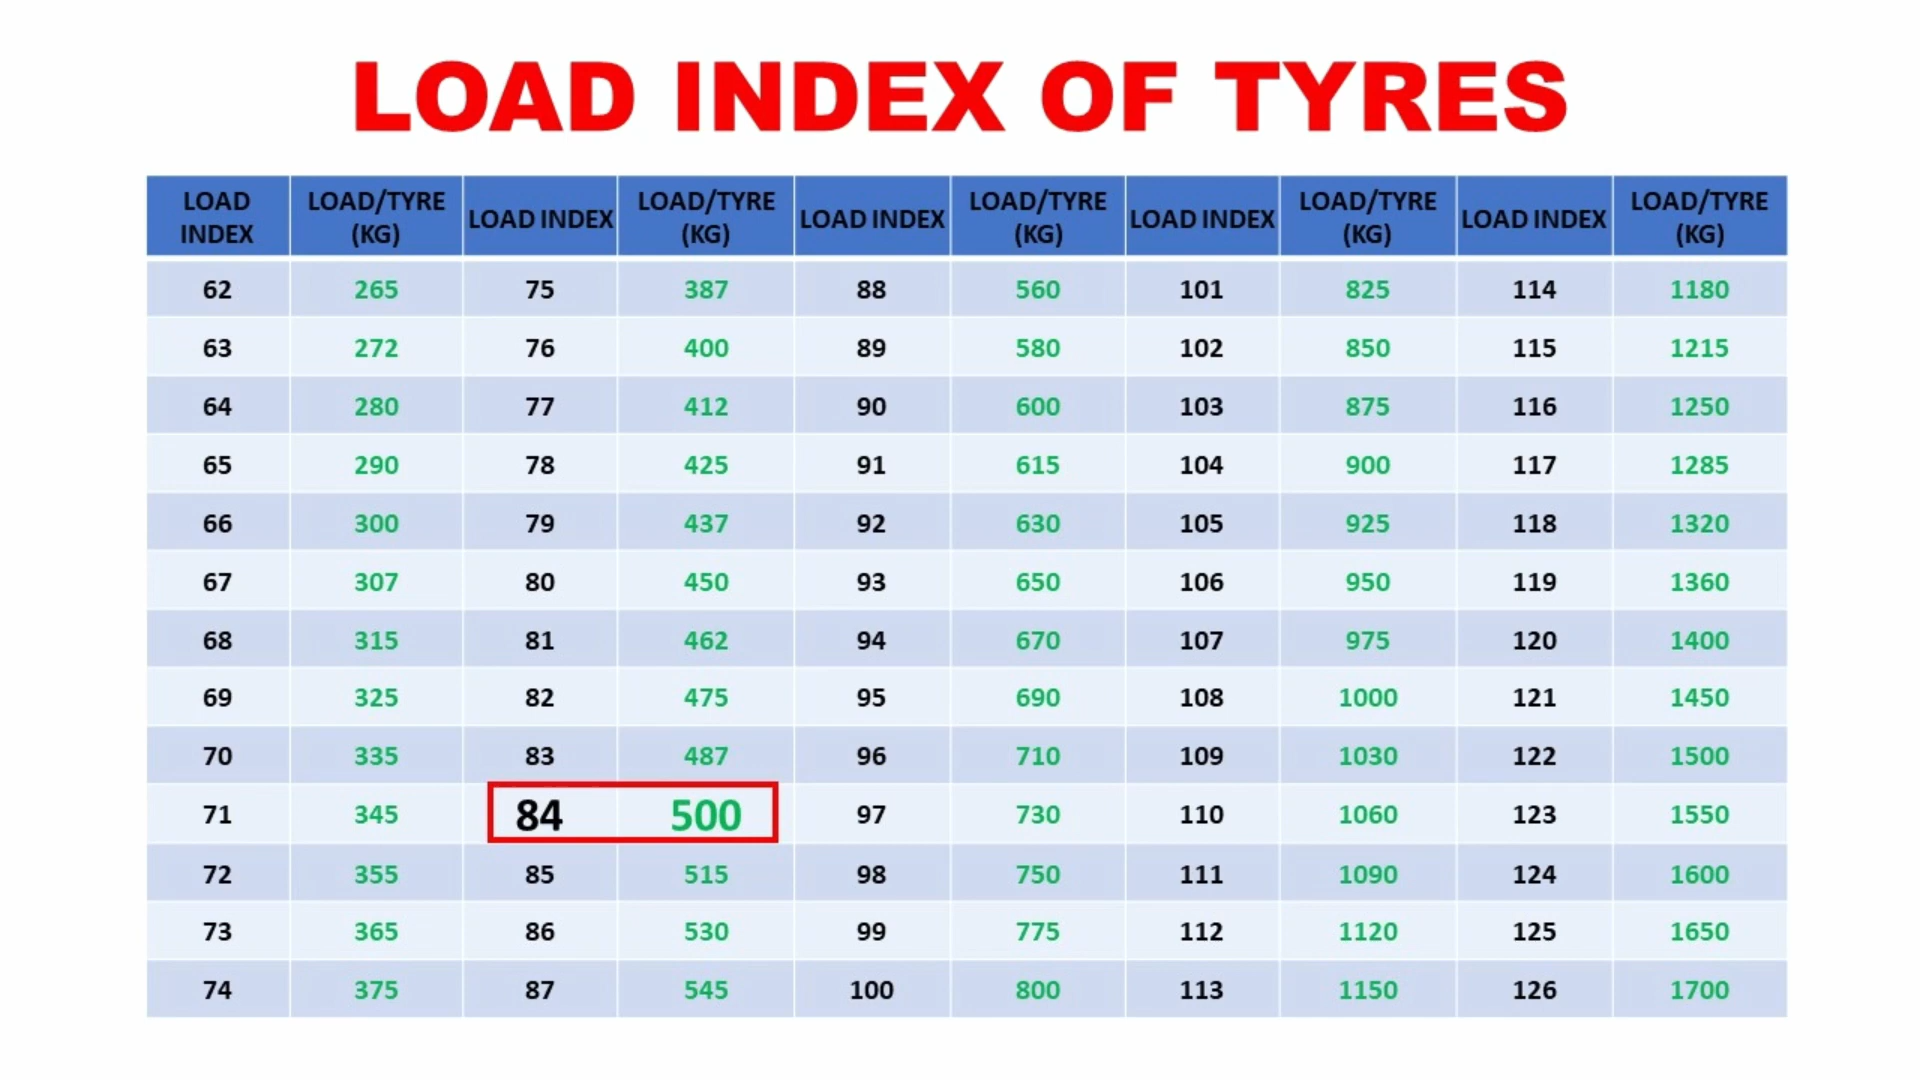 LOAD INDEX OF TYRES
LOAD INDEX LOAD/TYRE (KG) LOAD INDEX LOAD/TYRE (KG) LOAD INDEX LOAD/TYRE (KG) LOAD INDEX LOAD/TYRE (KG) LOAD INDEX LOAD/TYRE (KG)
62 265 75 387 88 560 101 825 114 1180
63 272 76 400 89 580 102 850 115 1215
64 280 77 412 90 600 103 875 116 1250
65 290 78 425 91 615 104 900 117 1285
66 300 79 437 92 630 105 925 118 1320
67 307 80 450 93 650 106 950 119 1360
68 315 81 462 94 670 107 975 120 1400
69 325 82 475 95 690 108 1000 121 1450
70 335 83 487 96 710 109 1030 122 1500
71 345 84 500 97 730 110 1060 123 1550
72 355 85 515 98 750 111 1090 124 1600
73 365 86 530 99 775 112 1120 125 1650
74 375 87 545 100 800 113 1150 126 1700